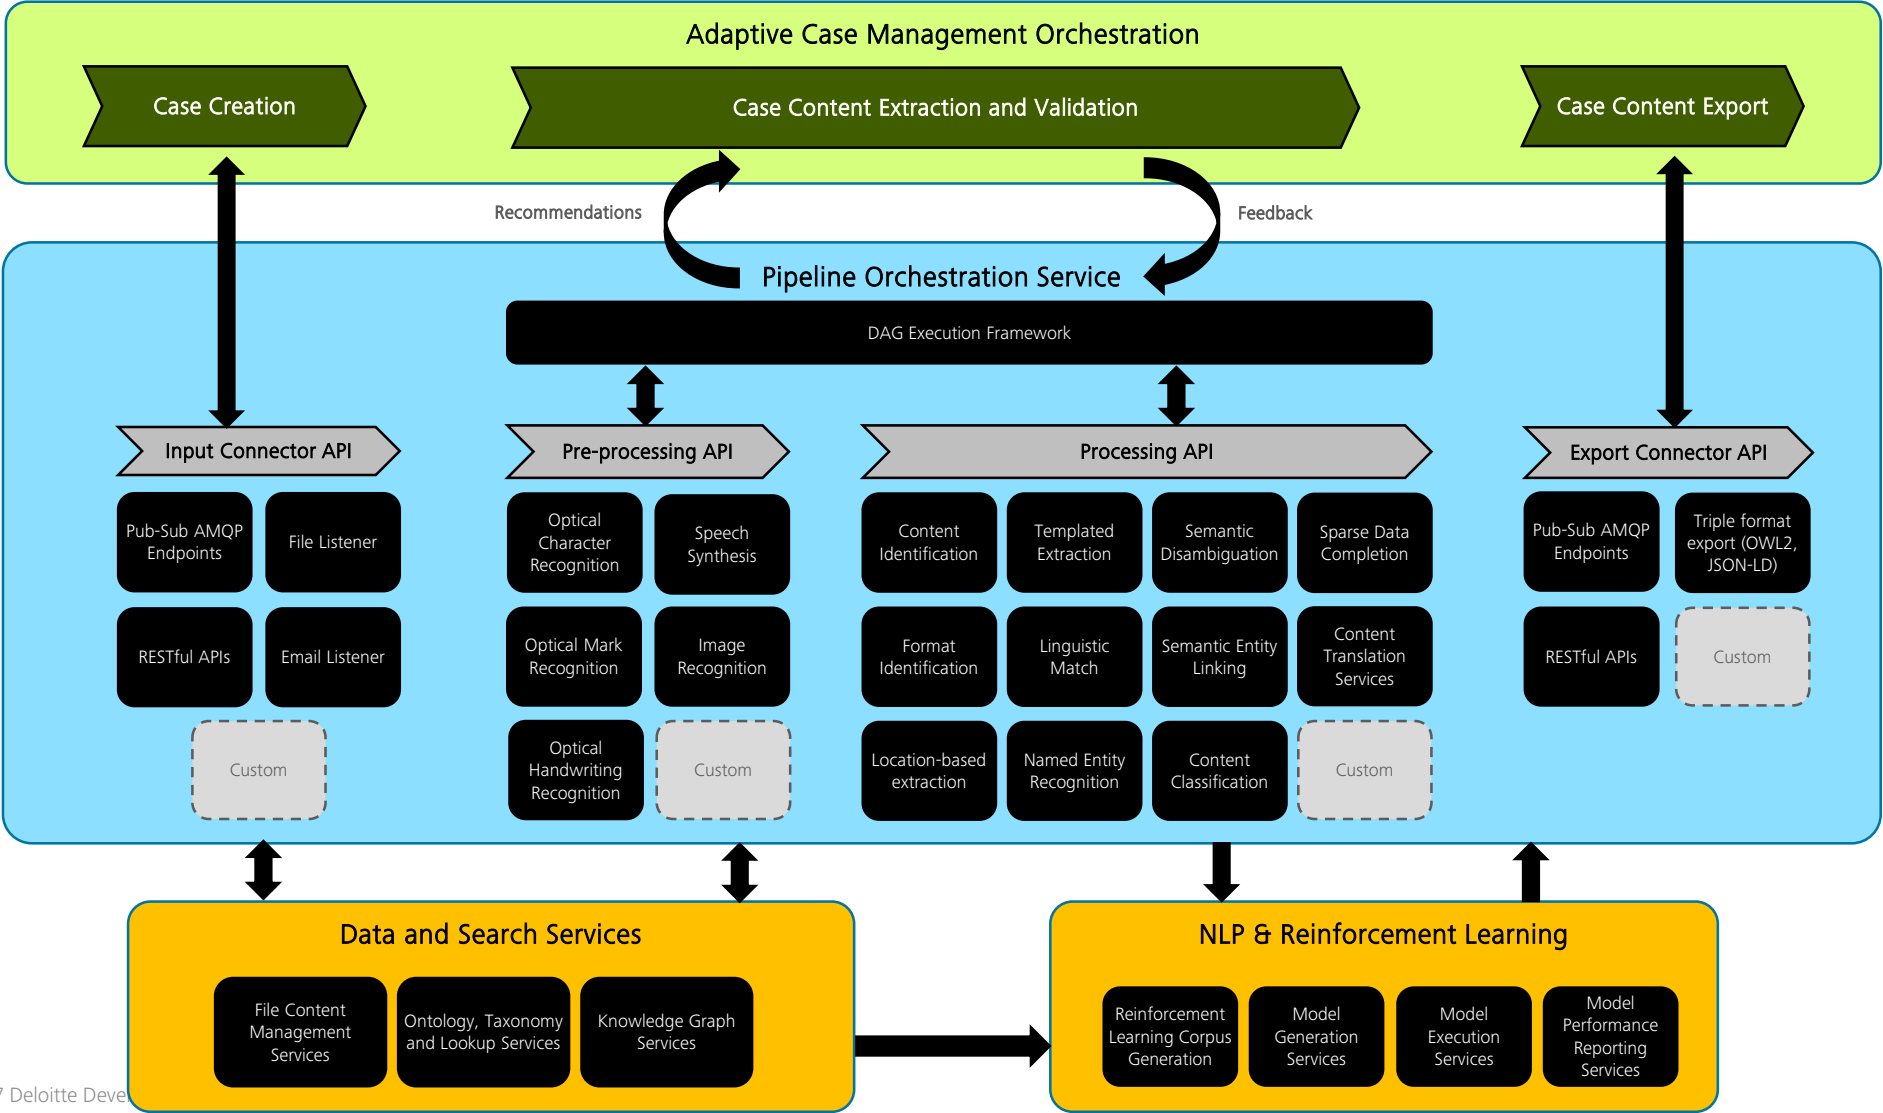 Adaptive Case Management Orchestration
Case Creation
Case Content Extraction and Validation
Case Content Export
Recommendations
Feedback
Pipeline Orchestration Service
DAG Execution Framework
Input Connector API
Pub-Sub AMQP
Endpoints
File Listener
RESTful APIs
Email Listener
Custom
Pre-processing API
Optical
Character
Recognition
Speech
Synthesis
Optical Mark
Recognition
Image
Recognition
Optical
Handwriting
Recognition
Custom
Processing API
Content
Identification
Templated
Extraction
Semantic
Disambiguation
Sparse Data
Completion
Format
Identification
Linguistic
Match
Semantic Entity
Linking
Content
Translation
Services
Location-based
extraction
Named Entity
Recognition
Content
Classification
Custom
Export Connector API
Pub-Sub AMQP
Endpoints
Triple format
export (OWL2,
JSON-LD)
RESTful APIs
Custom
Data and Search Services
File Content
Management
Services
Ontology, Taxonomy
and Lookup Services
Knowledge Graph
Services
NLP & Reinforcement Learning
Reinforcement
Learning Corpus
Generation
Model
Generation
Services
Model
Execution
Services
Model
Performance
Reporting
Services
7 Deloitte Deve